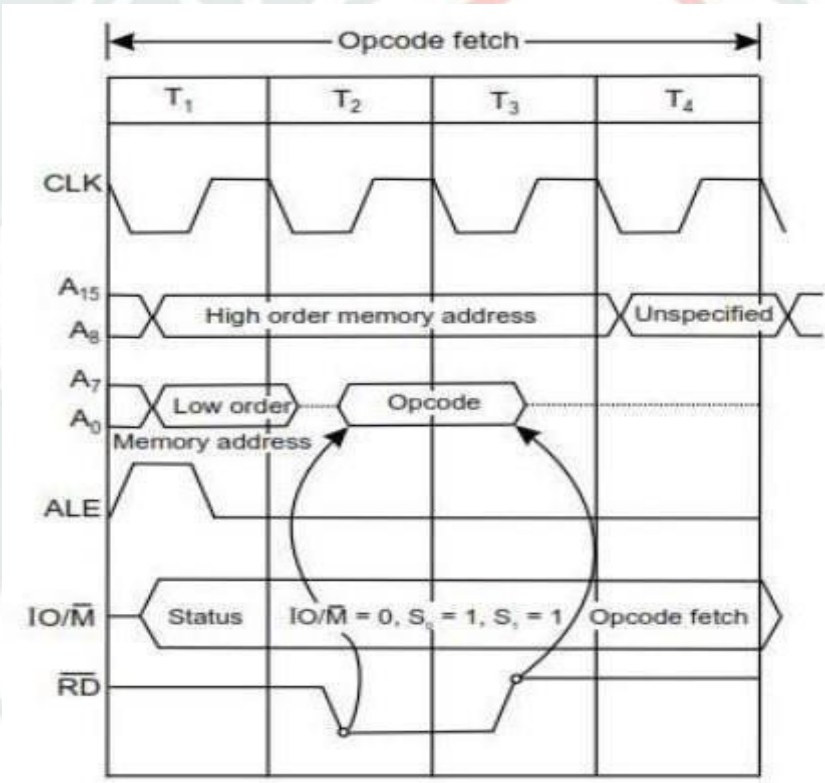 Opcode fetch
T₁ T₂ T₃ T₄
CLK
A₁₅
High order memory address Unspecified
A₈
A₇
Low order Opcode
A₀
Memory address
ALE
IO/M̅ Status IO/M̅ = 0, S₀ = 1, S₁ = 1 Opcode fetch
R̅D̅